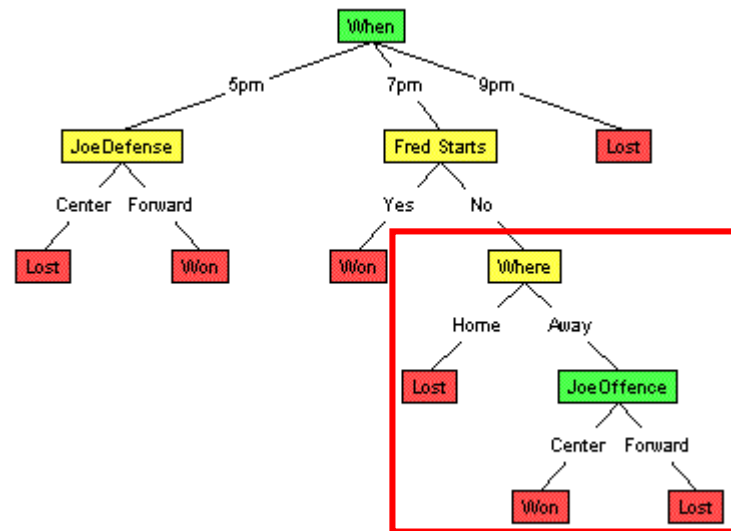 When
5pm 7pm 9pm
JoeDefense Fred Starts Lost
Center Forward Yes No
Lost Won Won Where
Home Away
Lost JoeOffence
Center Forward
Won Lost